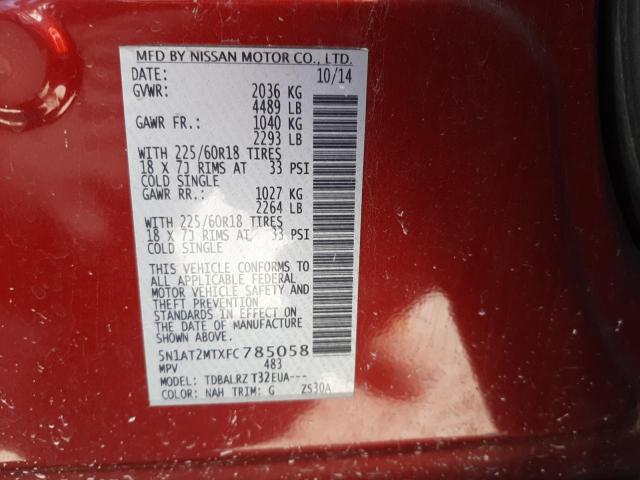 MFD BY NISSAN MOTOR CO., LTD.
DATE: 10/14
GVWR: 2036 KG
4489 LB
GAWR FR.: 1040 KG
2293 LB
WITH 225/60R18 TIRES
18 X 7J RIMS AT 33 PSI
COLD SINGLE
GAWR RR.: 1027 KG
2264 LB
WITH 225/60R18 TIRES
18 X 7J RIMS AT 33 PSI
COLD SINGLE
THIS VEHICLE CONFORMS TO
ALL APPLICABLE FEDERAL
MOTOR VEHICLE SAFETY AND
THEFT PREVENTION
STANDARDS IN EFFECT ON
THE DATE OF MANUFACTURE
SHOWN ABOVE.
5N1AT2MTXFC785058
MPV 483
MODEL: TDBALRZ T32EUA---
COLOR: NAH TRIM: G ZS30A